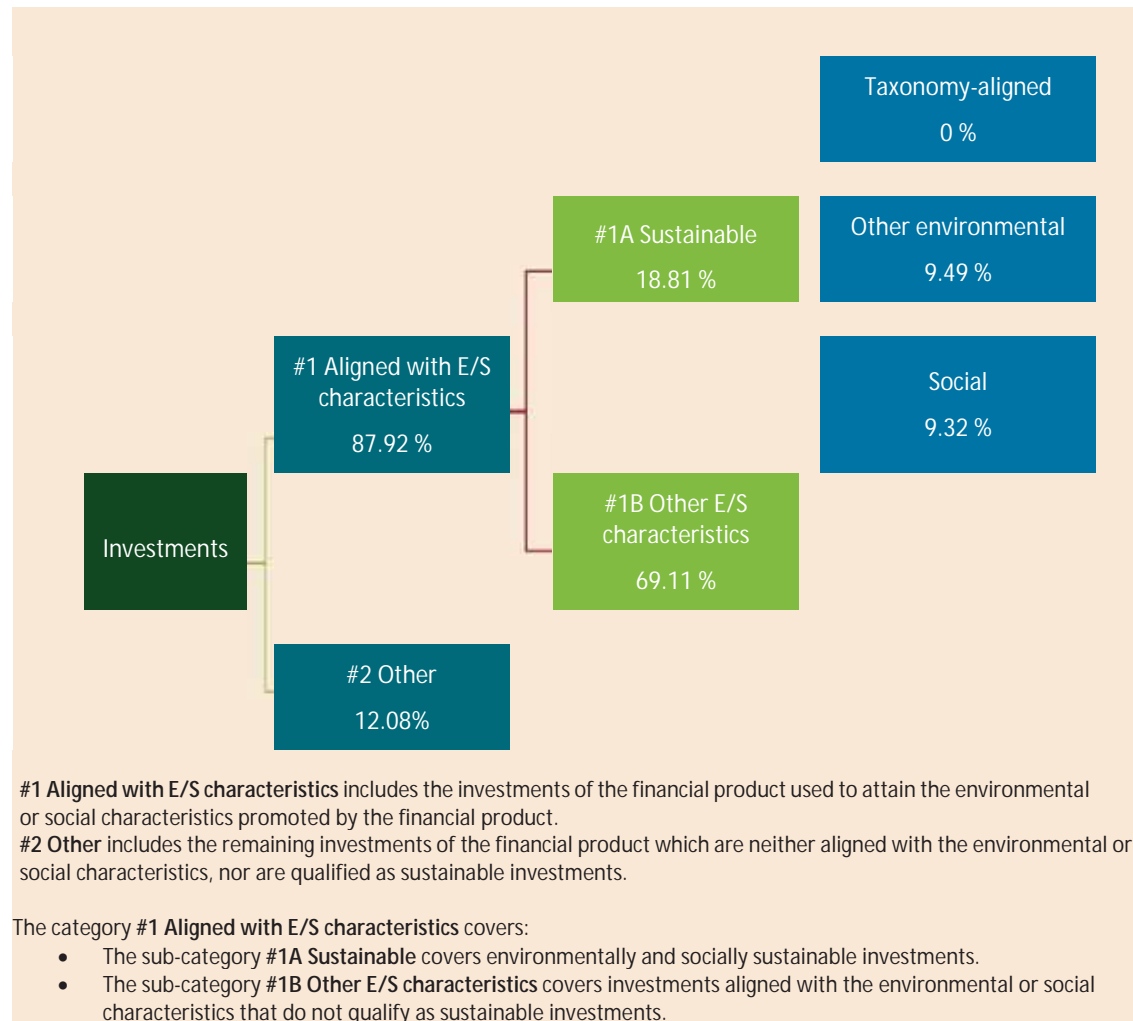 Taxonomy-aligned
0 %
#1A Sustainable
18.81 %
Other environmental
9.49 %
#1 Aligned with E/S
characteristics
87.92 %
Social
9.32 %
Investments
#1B Other E/S
characteristics
69.11 %
#2 Other
12.08%
#1 Aligned with E/S characteristics includes the investments of the financial product used to attain the environmental
or social characteristics promoted by the financial product.
#2 Other includes the remaining investments of the financial product which are neither aligned with the environmental or
social characteristics, nor are qualified as sustainable investments.
The category #1 Aligned with E/S characteristics covers:
• The sub-category #1A Sustainable covers environmentally and socially sustainable investments.
• The sub-category #1B Other E/S characteristics covers investments aligned with the environmental or social
characteristics that do not qualify as sustainable investments.